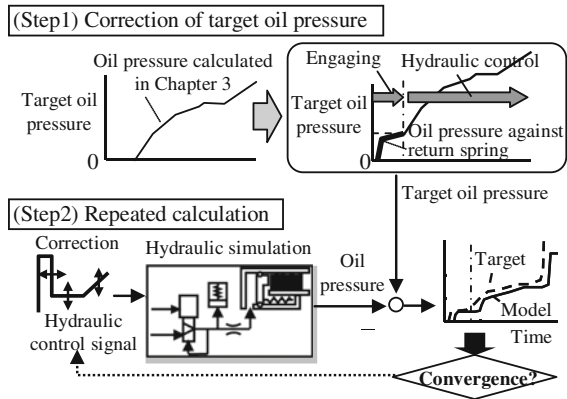 (Step1) Correction of target oil pressure
Oil pressure calculated
in Chapter 3
Target oil
pressure
0
Engaging
Hydraulic control
Target oil
pressure
Oil pressure against
return spring
0
Target oil pressure
(Step2) Repeated calculation
Correction
Hydraulic
control signal
Hydraulic simulation
Oil
pressure
–
Target
Model
Time
Convergence?